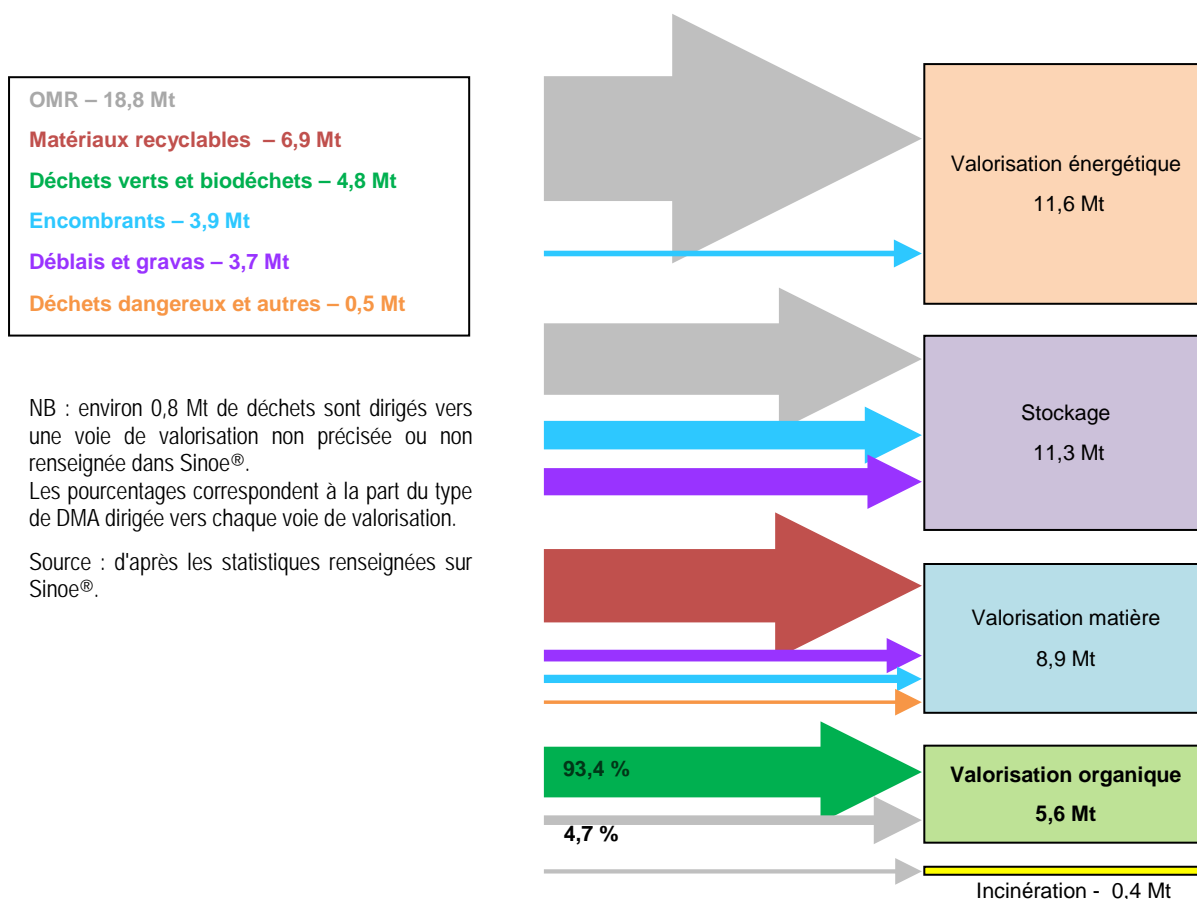 OMR – 18,8 Mt
Matériaux recyclables – 6,9 Mt
Déchets verts et biodéchets – 4,8 Mt
Encombrants – 3,9 Mt
Déblais et gravas – 3,7 Mt
Déchets dangereux et autres – 0,5 Mt
NB : environ 0,8 Mt de déchets sont dirigés vers
une voie de valorisation non précisée ou non
renseignée dans Sinoe®.
Les pourcentages correspondent à la part du type
de DMA dirigée vers chaque voie de valorisation.
Source : d'après les statistiques renseignées sur
Sinoe®.
Valorisation énergétique
11,6 Mt
Stockage
11,3 Mt
Valorisation matière
8,9 Mt
93,4 %
4,7 %
Valorisation organique
5,6 Mt
Incinération - 0,4 Mt